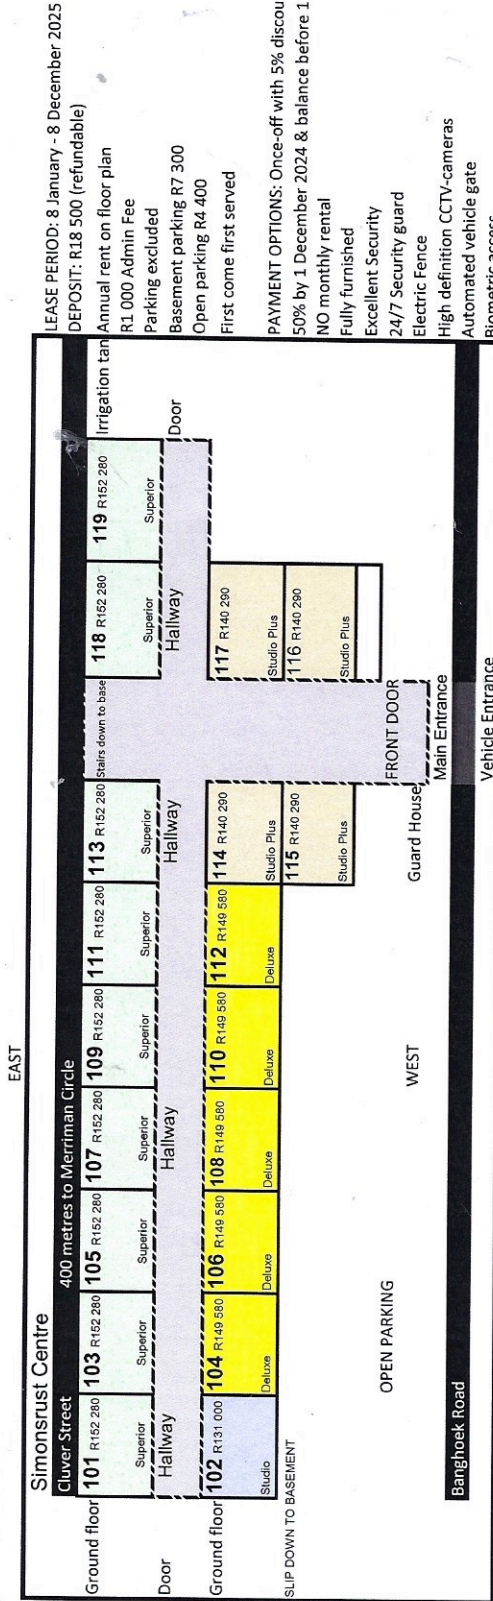 EAST
Simonsrust Centre
Cluver Street 400 metres to Merriman Circle
Ground floor
101 R152 280
Superior
103 R152 280
Superior
105 R152 280
Superior
107 R152 280
Superior
109 R152 280
Superior
111 R152 280
Superior
113 R152 280
Superior
Stairs down to base
118 R152 280
Superior
119 R152 280
Superior
Irrigation tan
Door
Hallway
Hallway
Hallway
Hallway
Door
Ground floor
102 R131 000
Studio
104 R149 580
Deluxe
106 R149 580
Deluxe
108 R149 580
Deluxe
110 R149 580
Deluxe
112 R149 580
Deluxe
114 R140 290
Studio Plus
117 R140 290
Studio Plus
SLIP DOWN TO BASEMENT
115 R140 290
Studio Plus
116 R140 290
Studio Plus
OPEN PARKING
WEST
Guard House
FRONT DOOR
Main Entrance
Banghoek Road
Vehicle Entrance
LEASE PERIOD: 8 January - 8 December 2025
DEPOSIT: R18 500 (refundable)
Annual rent on floor plan
R1 000 Admin Fee
Parking excluded
Basement parking R7 300
Open parking R4 400
First come first served
PAYMENT OPTIONS: Once-off with 5% discou
50% by 1 December 2024 & balance before 1
NO monthly rental
Fully furnished
Excellent Security
24/7 Security guard
Electric Fence
High definition CCTV-cameras
Automated vehicle gate
Biometric access